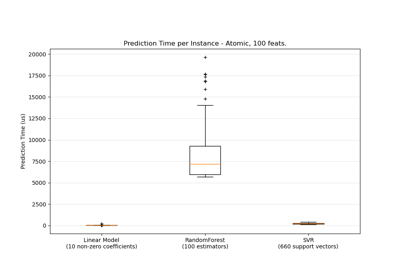 Prediction Time per Instance - Atomic, 100 feats.
20000
17500
15000
12500
10000
7500
5000
2500
0
Prediction Time (us)
Linear Model RandomForest SVR
(10 non-zero coefficients) (100 estimators) (660 support vectors)